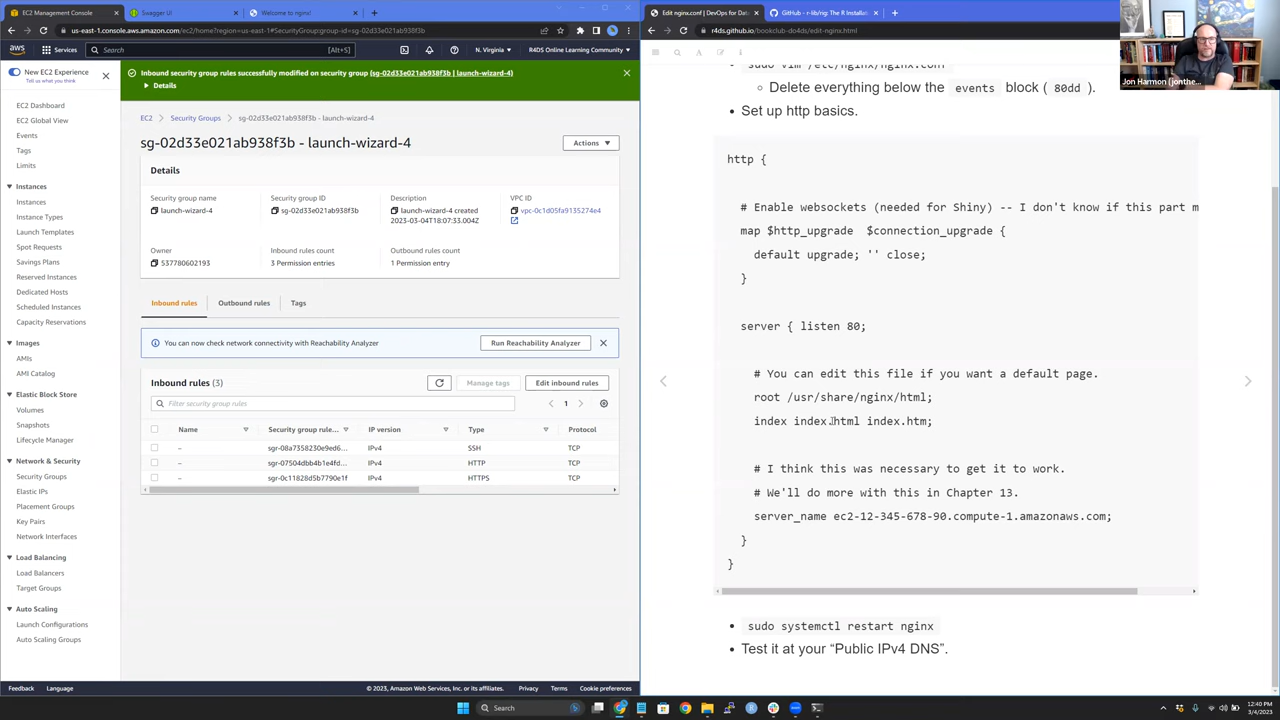 EC2 Management Console
Swagger UI
Welcome to nginx!
us-east-1.console.aws.amazon.com/ec2/home?region=us-east-1#SecurityGroup:group-id=sg-02d33e021ab938f3b
aws
Services
Search
[Alt+S]
N. Virginia
R4DS Online Learning Community
New EC2 Experience
Tell us what you think
EC2 Dashboard
EC2 Global View
Events
Tags
Limits
Instances
Instances
Instance Types
Launch Templates
Spot Requests
Savings Plans
Reserved Instances
Dedicated Hosts
Scheduled Instances
Capacity Reservations
Images
AMIs
AMI Catalog
Elastic Block Store
Volumes
Snapshots
Lifecycle Manager
Network & Security
Security Groups
Elastic IPs
Placement Groups
Key Pairs
Network Interfaces
Load Balancing
Load Balancers
Target Groups
Auto Scaling
Launch Configurations
Auto Scaling Groups
Inbound security group rules successfully modified on security group (sg-02d33e021ab938f3b | launch-wizard-4)
Details
EC2
Security Groups
sg-02d33e021ab938f3b - launch-wizard-4
sg-02d33e021ab938f3b - launch-wizard-4
Actions
Details
Security group name
launch-wizard-4
Security group ID
sg-02d33e021ab938f3b
Description
launch-wizard-4 created
2023-03-04T18:07:33.004Z
VPC ID
vpc-0c1d05fa9135274e4
Owner
537780602193
Inbound rules count
3 Permission entries
Outbound rules count
1 Permission entry
Inbound rules
Outbound rules
Tags
You can now check network connectivity with Reachability Analyzer
Run Reachability Analyzer
Inbound rules (3)
Manage tags
Edit inbound rules
Filter security group rules
1
Name
Security group rule...
IP version
Type
Protocol
–
sgr-08a7358230e9ed6...
IPv4
SSH
TCP
–
sgr-07504dbb4b1e4fd...
IPv4
HTTP
TCP
–
sgr-0c11828d5b7790e1f
IPv4
HTTPS
TCP
Feedback
Language
© 2023, Amazon Web Services, Inc. or its affiliates.
Privacy
Terms
Cookie preferences
Edit nginx.conf | DevOps for Dat
GitHub - r-lib/rig: The R Installat
r4ds.github.io/bookclub-do4ds/edit-nginx.html
sudo vim /etc/nginx/nginx.conf
Delete everything below the events block ( 80dd ).
Set up http basics.
http {
# Enable websockets (needed for Shiny) -- I don't know if this part m
map $http_upgrade $connection_upgrade {
default upgrade; '' close;
}
server { listen 80;
# You can edit this file if you want a default page.
root /usr/share/nginx/html;
index index.html index.htm;
# I think this was necessary to get it to work.
# We'll do more with this in Chapter 13.
server_name ec2-12-345-678-90.compute-1.amazonaws.com;
}
}
sudo systemctl restart nginx
Test it at your “Public IPv4 DNS”.
Jon Harmon (jonthe...
Search
12:40 PM
3/4/2023